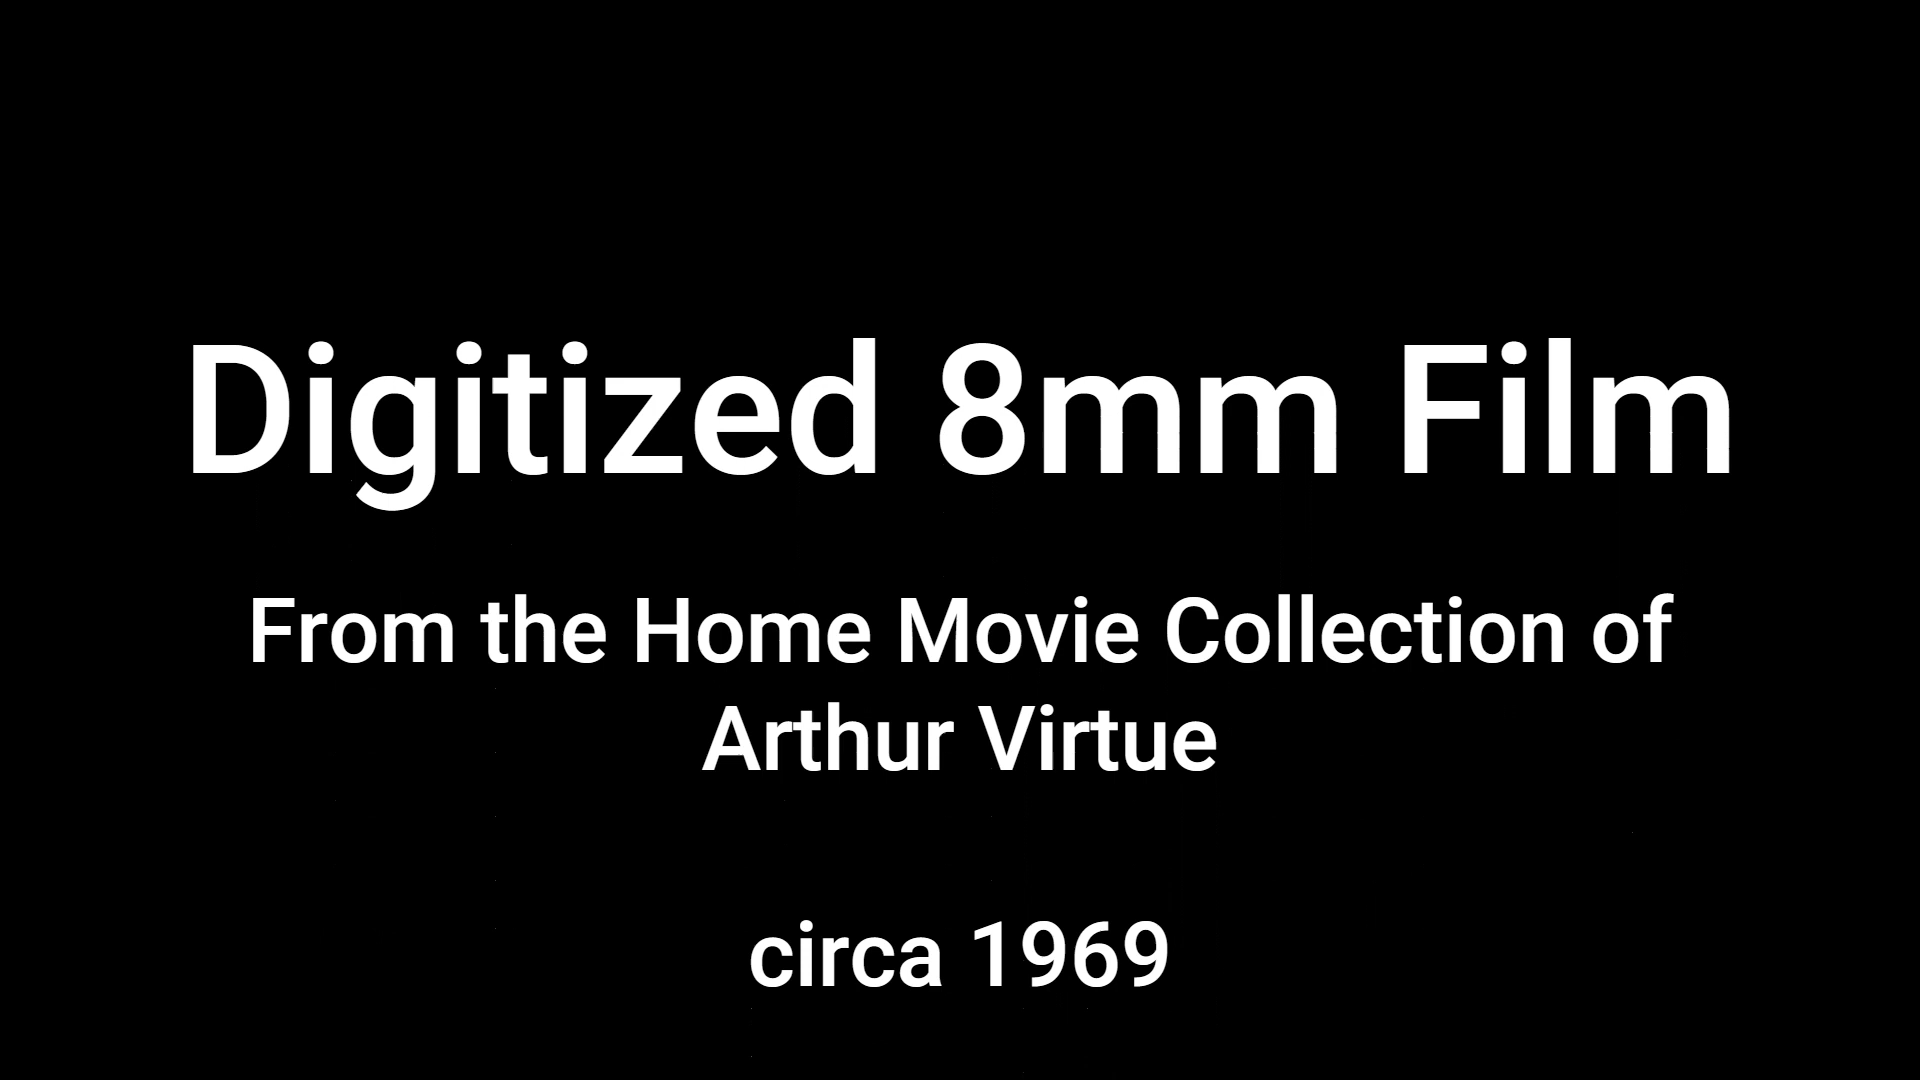 Digitized 8mm Film
From the Home Movie Collection of
Arthur Virtue
circa 1969